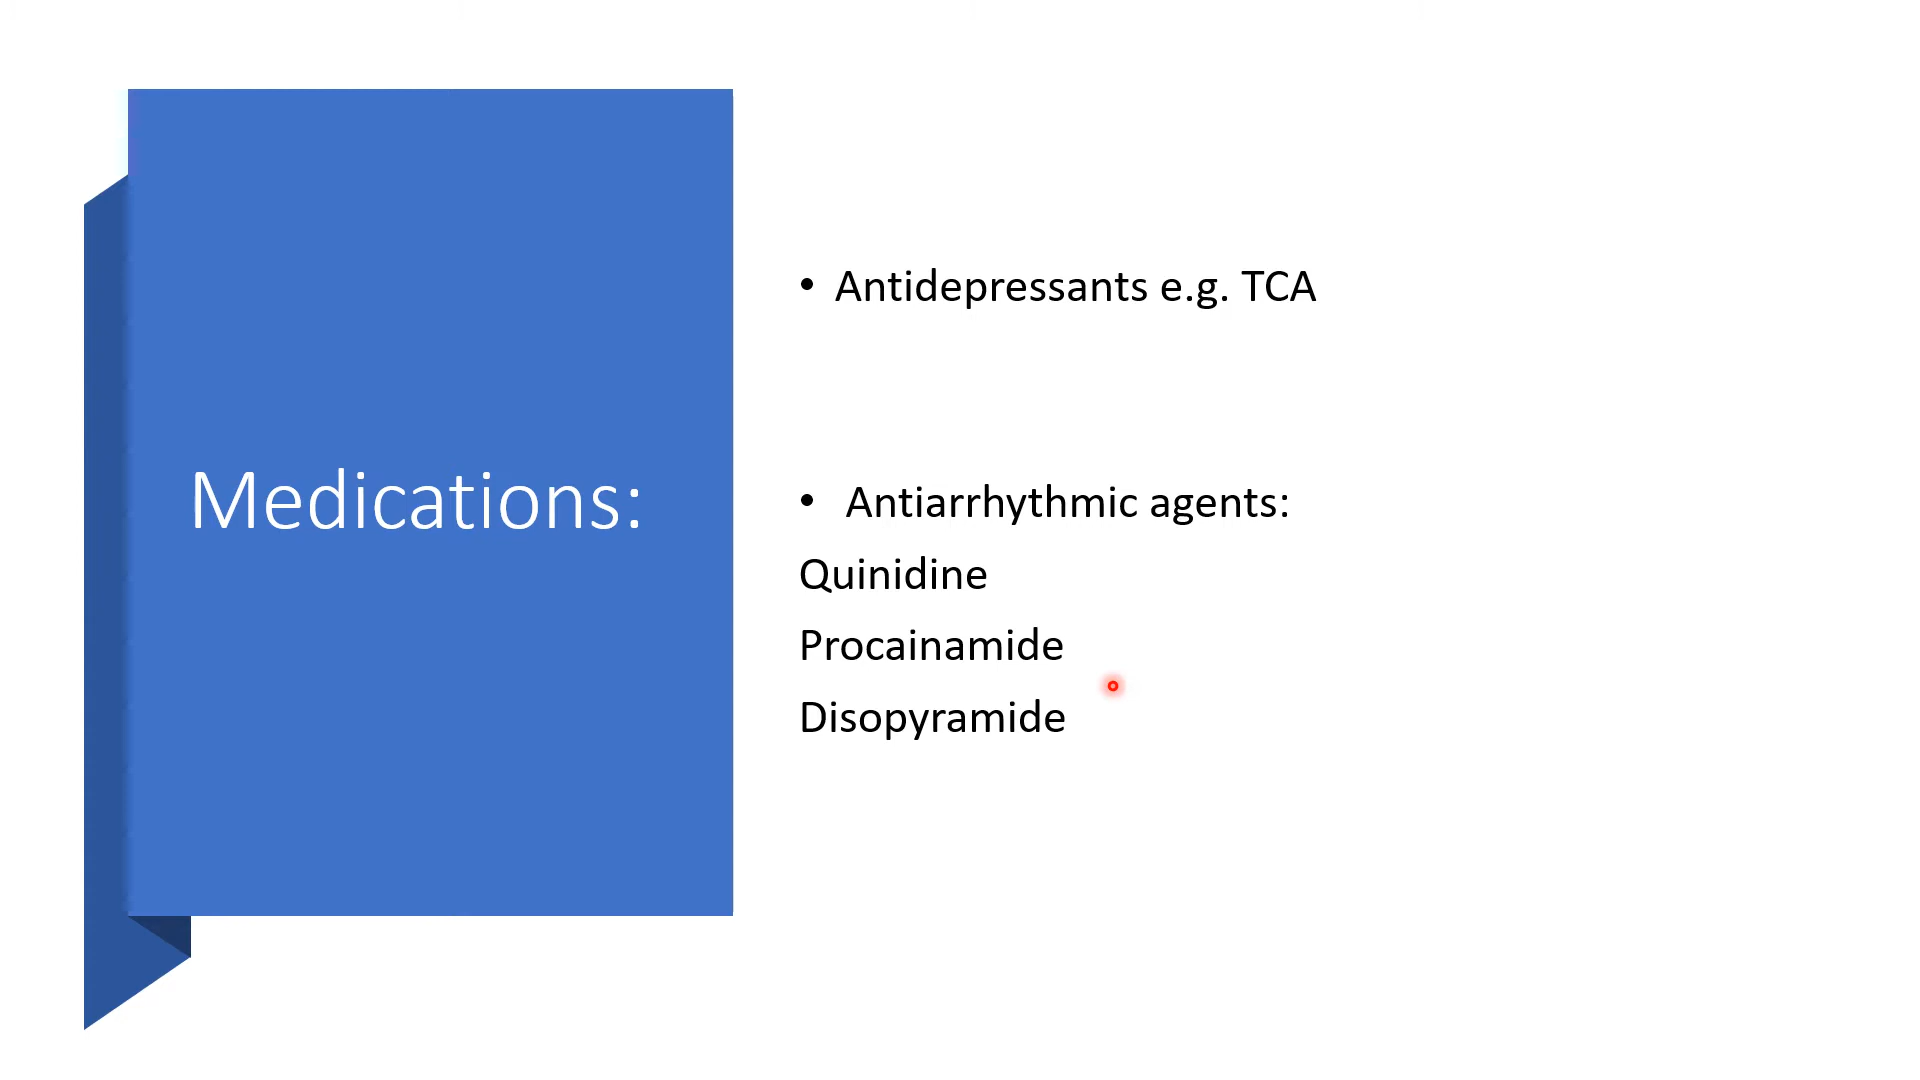 Medications:
• Antidepressants e.g. TCA
• Antiarrhythmic agents:
Quinidine
Procainamide
Disopyramide